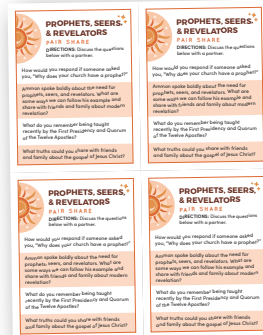 PROPHETS, SEERS,
& REVELATORS
PAIR SHARE
DIRECTIONS: Discuss the questions
below with a partner.
How would you respond if someone asked
you, "Why does your church have a prophet?"
Ammon spoke boldly about the need for
prophets, seers, and revelators. What are
some ways we can follow his example and
share with friends and family about modern
revelation?
What do you remember being taught
recently by the First Presidency and Quorum
of the Twelve Apostles?
What truths could you share with friends
and family about the gospel of Jesus Christ?
PROPHETS, SEERS,
& REVELATORS
PAIR SHARE
DIRECTIONS: Discuss the questions
below with a partner.
How would you respond if someone asked
you, "Why does your church have a prophet?"
Ammon spoke boldly about the need for
prophets, seers, and revelators. What are
some ways we can follow his example and
share with friends and family about modern
revelation?
What do you remember being taught
recently by the First Presidency and Quorum
of the Twelve Apostles?
What truths could you share with friends
and family about the gospel of Jesus Christ?
PROPHETS, SEERS,
& REVELATORS
PAIR SHARE
DIRECTIONS: Discuss the questions
below with a partner.
How would you respond if someone asked
you, "Why does your church have a prophet?"
Ammon spoke boldly about the need for
prophets, seers, and revelators. What are
some ways we can follow his example and
share with friends and family about modern
revelation?
What do you remember being taught
recently by the First Presidency and Quorum
of the Twelve Apostles?
What truths could you share with friends
and family about the gospel of Jesus Christ?
PROPHETS, SEERS,
& REVELATORS
PAIR SHARE
DIRECTIONS: Discuss the questions
below with a partner.
How would you respond if someone asked
you, "Why does your church have a prophet?"
Ammon spoke boldly about the need for
prophets, seers, and revelators. What are
some ways we can follow his example and
share with friends and family about modern
revelation?
What do you remember being taught
recently by the First Presidency and Quorum
of the Twelve Apostles?
What truths could you share with friends
and family about the gospel of Jesus Christ?